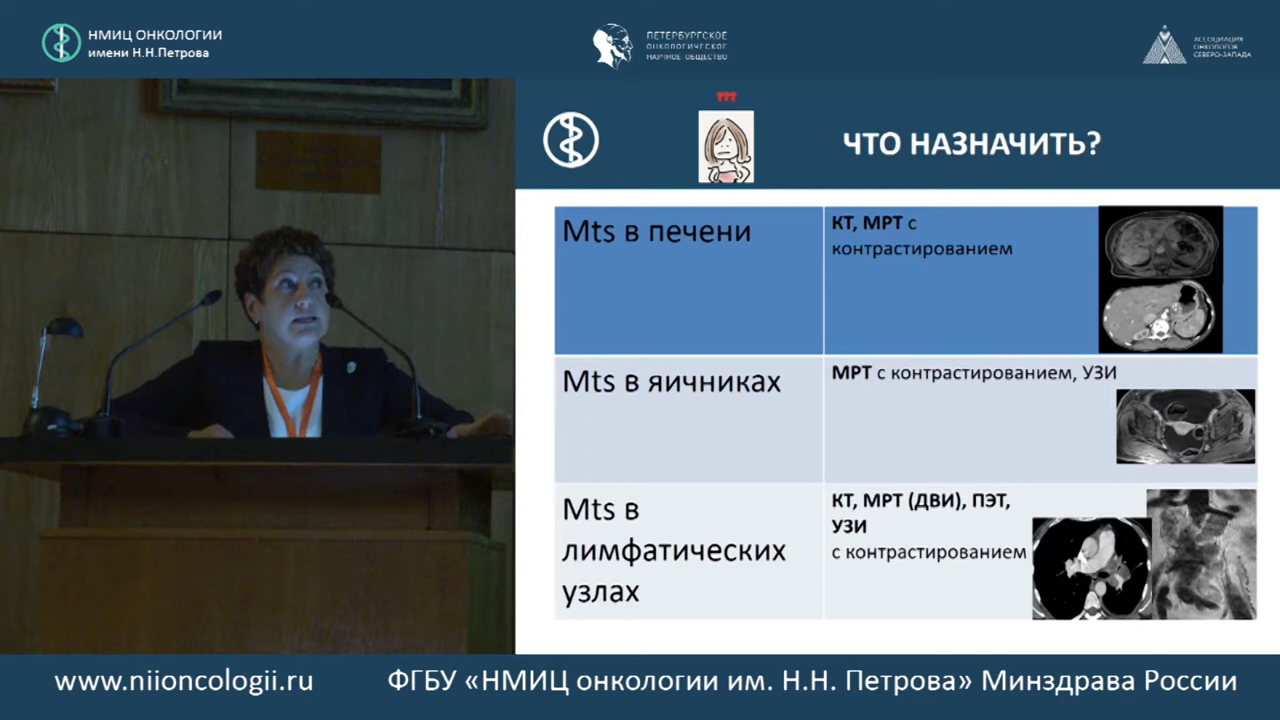 НМИЦ ОНКОЛОГИИ
имени Н.Н.Петрова
ПЕТЕРБУРГСКОЕ
ОНКОЛОГИЧЕСКОЕ
НАУЧНОЕ ОБЩЕСТВО
АССОЦИАЦИЯ
ОНКОЛОГОВ
СЕВЕРО-ЗАПАДА
???
ЧТО НАЗНАЧИТЬ?
Mts в печени
КТ, МРТ с
контрастированием
Mts в яичниках
МРТ с контрастированием, УЗИ
Mts в
лимфатических
узлах
КТ, МРТ (ДВИ), ПЭТ,
УЗИ
с контрастированием
www.niioncologii.ru
ФГБУ «НМИЦ онкологии им. Н.Н. Петрова» Минздрава России